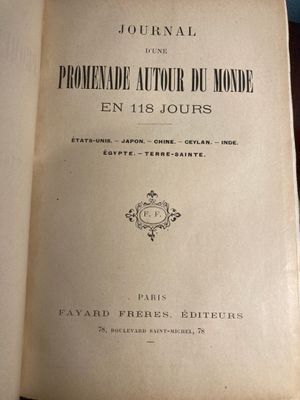 JOURNAL
D'UNE
PROMENADE AUTOUR DU MONDE
EN 118 JOURS
ÉTATS-UNIS. – JAPON. – CHINE. – CEYLAN. – INDE.
ÉGYPTE. – TERRE-SAINTE.
F. F.
PARIS
FAYARD FRERES, ÉDITEURS
78, BOULEVARD SAINT-MICHEL, 78